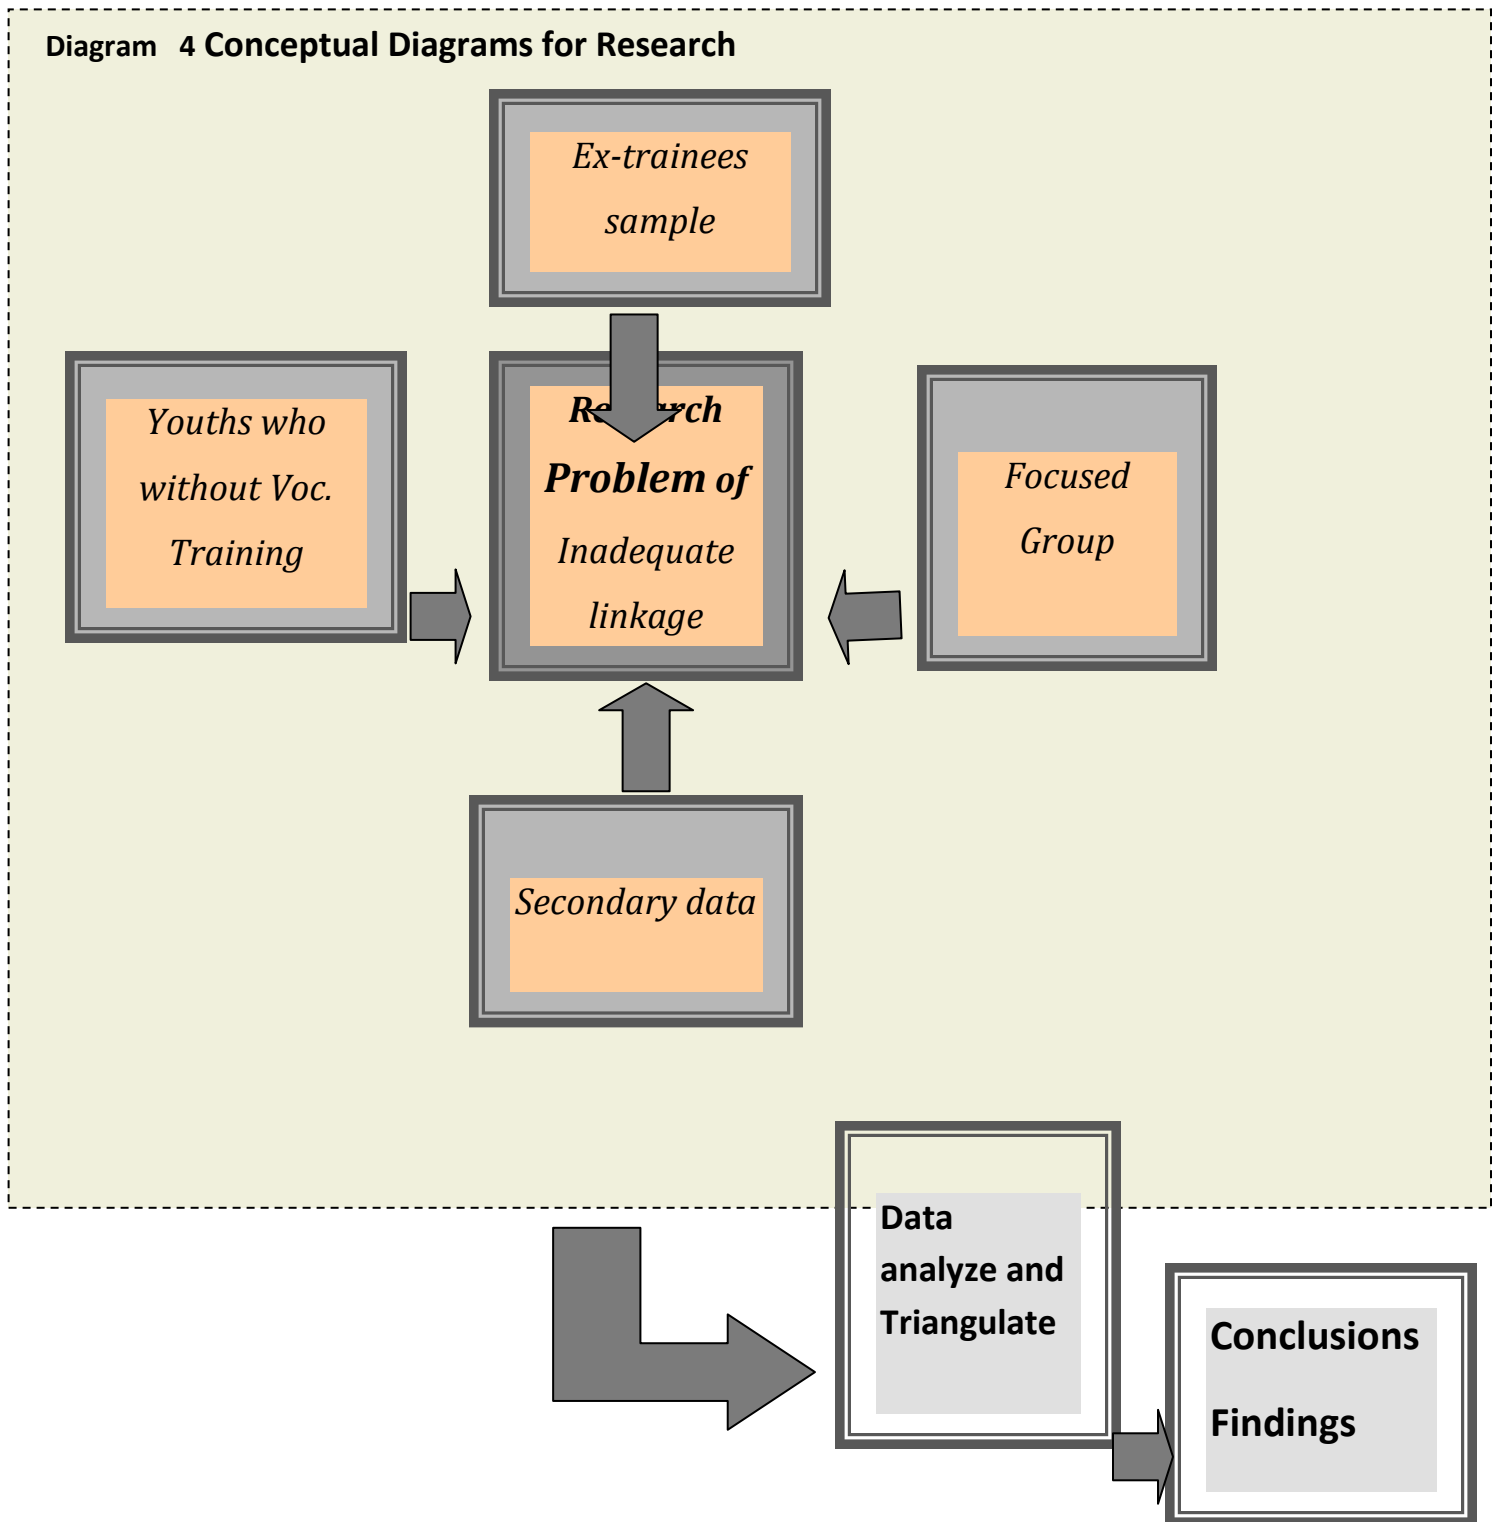 Diagram 4 Conceptual Diagrams for Research
Ex-trainees
sample
Youths who
without Voc.
Training
Research
Problem of
Inadequate
linkage
Focused
Group
Secondary data
Data
analyze and
Triangulate
Conclusions
Findings